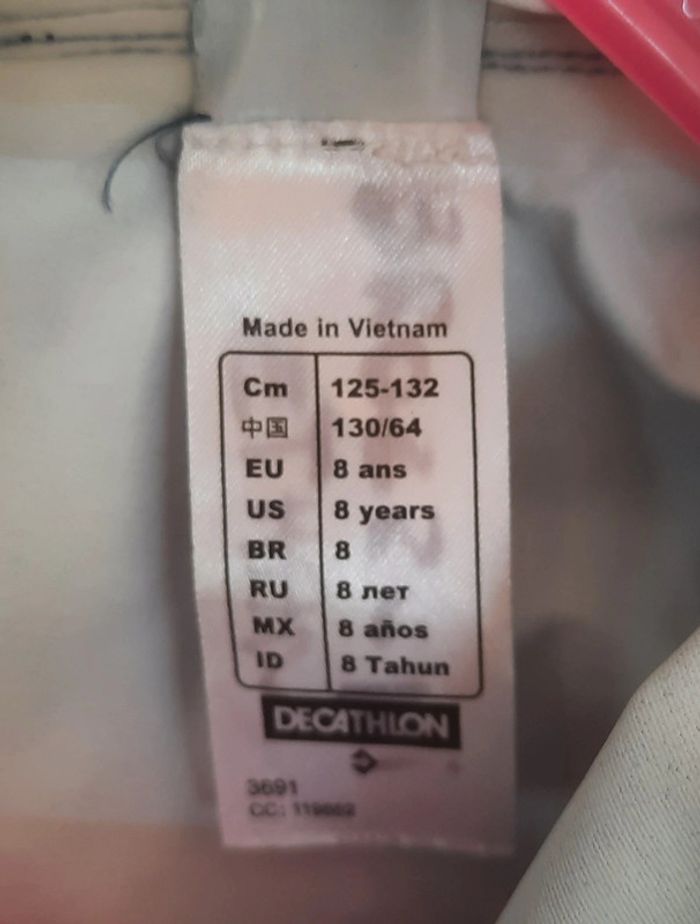 Made in Vietnam
Cm 125-132
中国 130/64
EU 8 ans
US 8 years
BR 8
RU 8 лет
MX 8 años
ID 8 Tahun
DECATHLON
3691
CC: